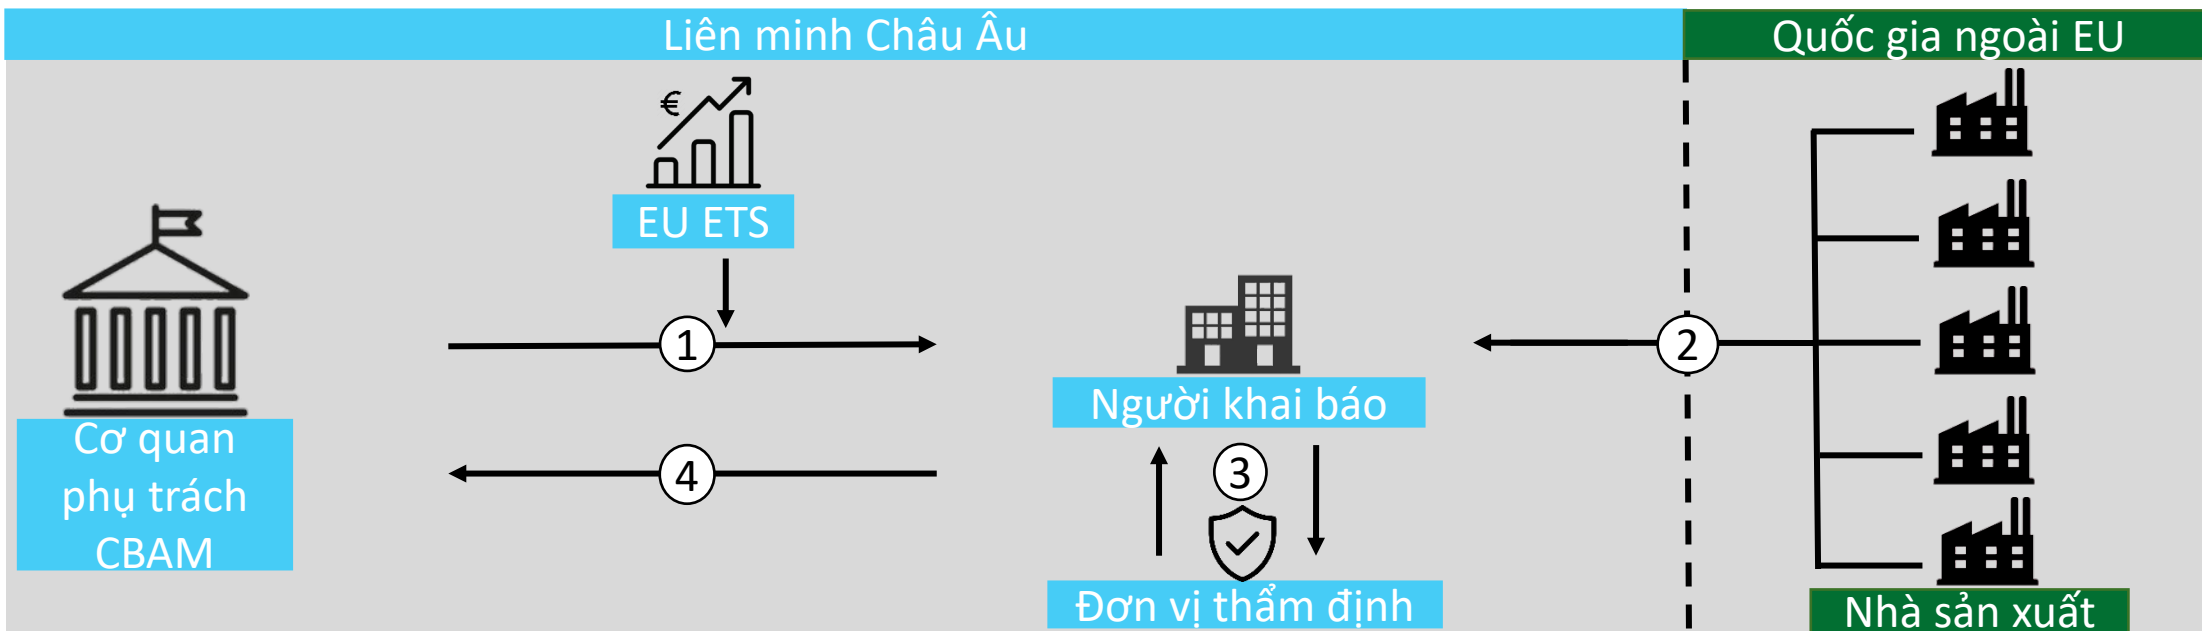 Liên minh Châu Âu
Quốc gia ngoài EU
€
EU ETS
1
2
Người khai báo
Cơ quan
phụ trách
CBAM
4
3
Đơn vị thẩm định
Nhà sản xuất